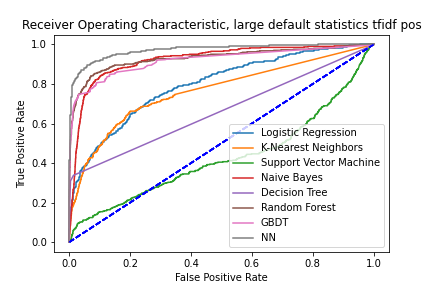 Receiver Operating Characteristic, large default statistics tfidf pos
True Positive Rate
1.0
0.8
0.6
0.4
0.2
0.0
Logistic Regression
K-Nearest Neighbors
Support Vector Machine
Naive Bayes
Decision Tree
Random Forest
GBDT
NN
0.0 0.2 0.4 0.6 0.8 1.0
False Positive Rate